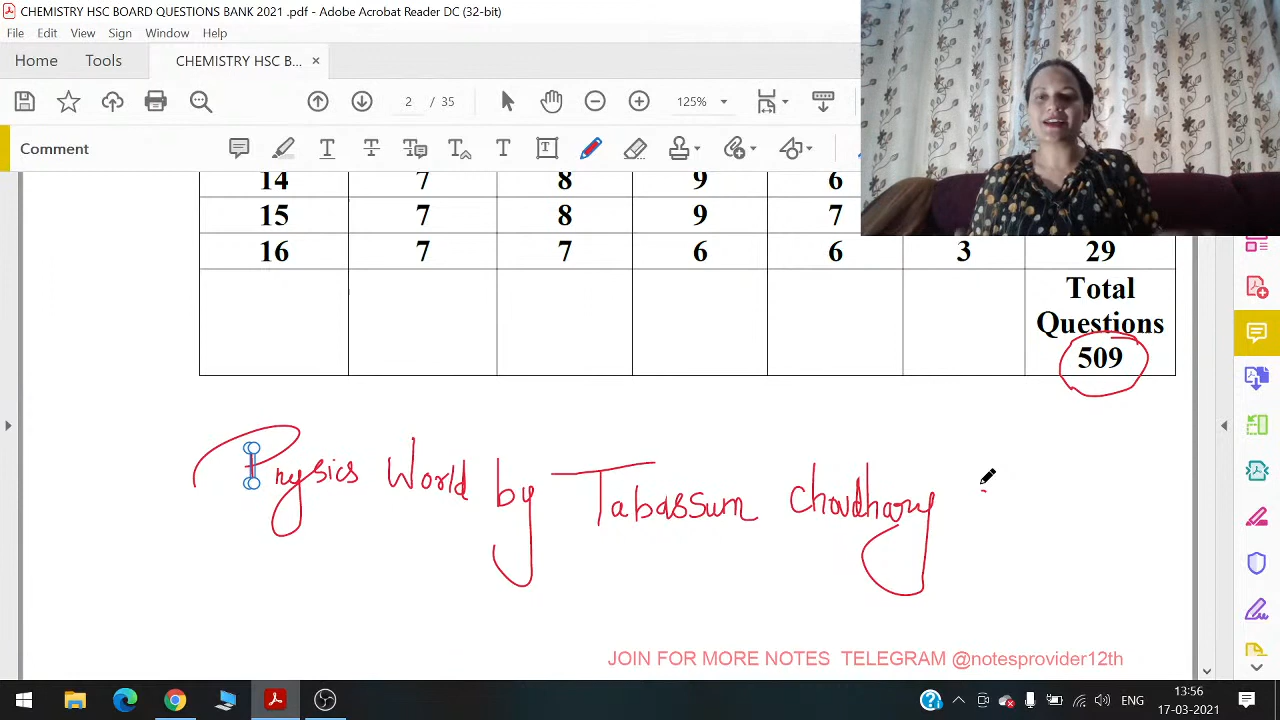 CHEMISTRY HSC BOARD QUESTIONS BANK 2021 .pdf - Adobe Acrobat Reader DC (32-bit)
File Edit View Sign Window Help
Home Tools CHEMISTRY HSC B... ×
2 / 35 125%
Comment
14 7 8 9 6
15 7 8 9 7
16 7 7 6 6 3 29
Total
Questions
509
Physics World by Tabassum Choudhary
JOIN FOR MORE NOTES TELEGRAM @notesprovider12th
ENG 13:56
17-03-2021